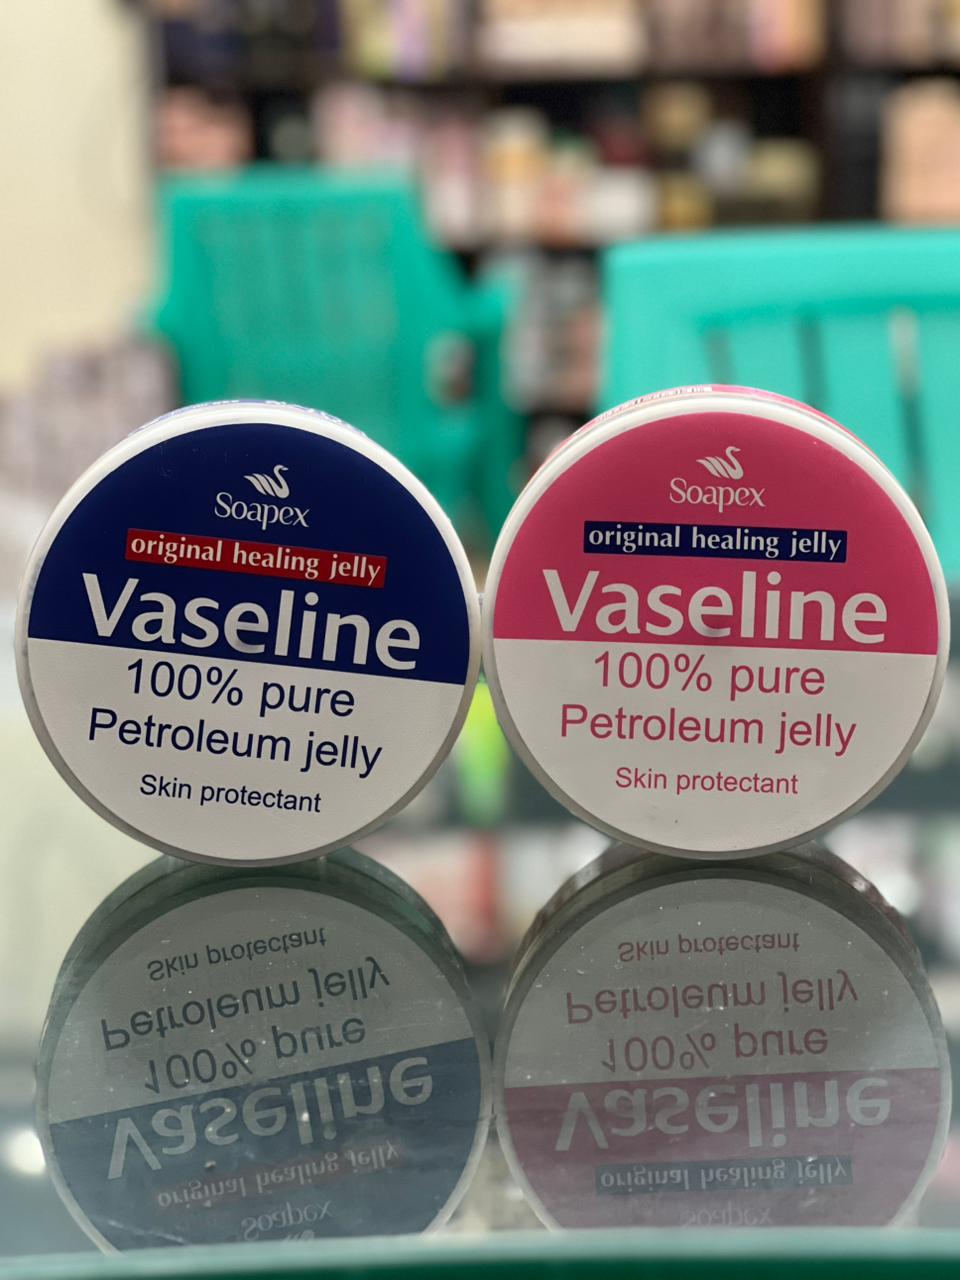 Soapex
original healing jelly
Vaseline
100% pure
Petroleum jelly
Skin protectant
Soapex
original healing jelly
Vaseline
100% pure
Petroleum jelly
Skin protectant